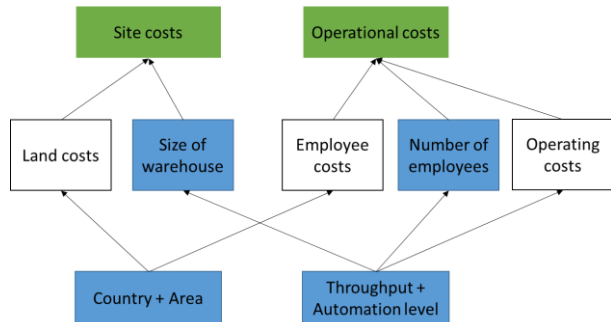 Site costs
Operational costs
Land costs
Size of
warehouse
Employee
costs
Number of
employees
Operating
costs
Country + Area
Throughput +
Automation level